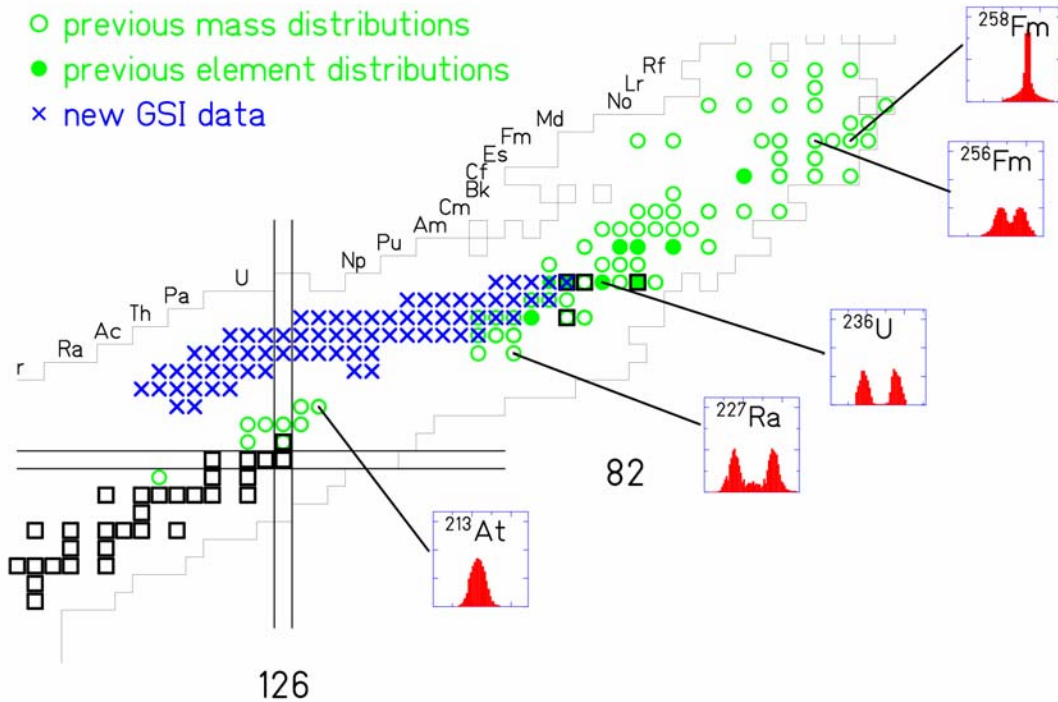 ○ previous mass distributions
● previous element distributions
× new GSI data
258Fm
256Fm
236U
227Ra
213At
Rf
Lr
No
Md
Fm
Es
Cf
Bk
Cm
Am
Pu
Np
U
Pa
Th
Ac
Ra
r
82
126